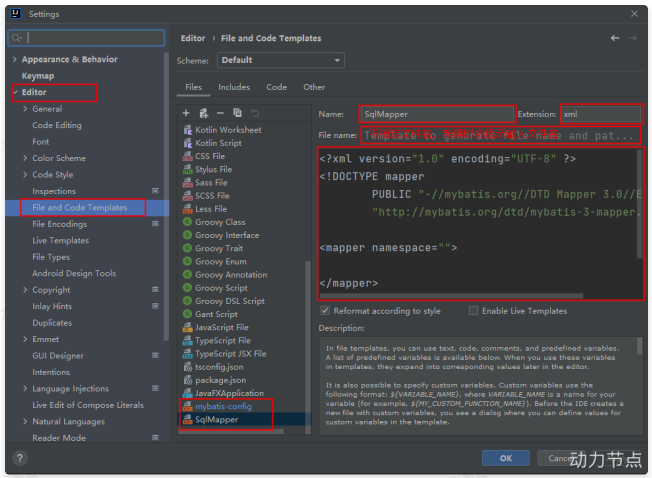 Settings
Appearance & Behavior
Keymap
Editor
General
Code Editing
Font
Color Scheme
Code Style
Inspections
File and Code Templates
File Encodings
Live Templates
File Types
Android Design Tools
Copyright
Inlay Hints
Duplicates
Emmet
GUI Designer
Intentions
Language Injections
Live Edit of Compose Literals
Natural Languages
Reader Mode
Editor › File and Code Templates
Scheme: Default
Files Includes Code Other
Kotlin Worksheet
Kotlin Script
CSS File
Stylus File
Sass File
SCSS File
Less File
Groovy Class
Groovy Interface
Groovy Trait
Groovy Enum
Groovy Annotation
Groovy Script
Groovy DSL Script
Gant Script
JavaScript File
TypeScript File
TypeScript JSX File
tsconfig.json
package.json
JavaFXApplication
mybatis-config
SqlMapper
Name: SqlMapper Extension: xml
File name: Template to generate file name and pat...
<?xml version="1.0" encoding="UTF-8" ?>
<!DOCTYPE mapper
PUBLIC "-//mybatis.org//DTD Mapper 3.0//E
"http://mybatis.org/dtd/mybatis-3-mapper.
<mapper namespace="">
</mapper>
Reformat according to style Enable Live Templates
Description:
In file templates, you can use text, code, comments, and predefined variables.
A list of predefined variables is available below. When you use these variables
in templates, they expand into corresponding values later in the editor.
It is also possible to specify custom variables. Custom variables use the
following format: ${VARIABLE_NAME}, where VARIABLE_NAME is a name for your
variable (for example, ${MY_CUSTOM_FUNCTION_NAME}). Before the IDE creates a
new file with custom variables, you see a dialog where you can define values for
custom variables in the template.
?
OK Cance
动力节点